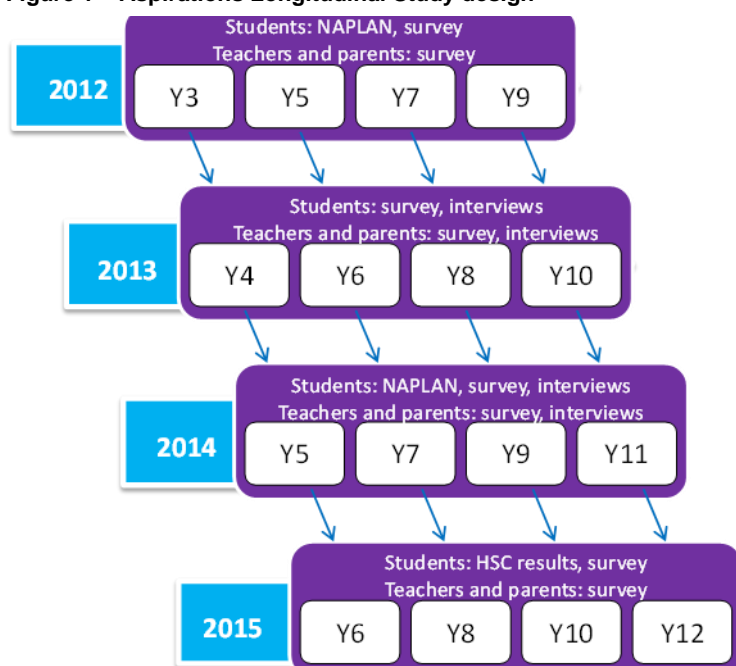 Figure 1 – Aspirations Longitudinal Study design
Students: NAPLAN, survey
Teachers and parents: survey
2012
Y3 Y5 Y7 Y9
Students: survey, interviews
Teachers and parents: survey, interviews
2013
Y4 Y6 Y8 Y10
Students: NAPLAN, survey, interviews
Teachers and parents: survey, interviews
2014
Y5 Y7 Y9 Y11
Students: HSC results, survey
Teachers and parents: survey
2015
Y6 Y8 Y10 Y12